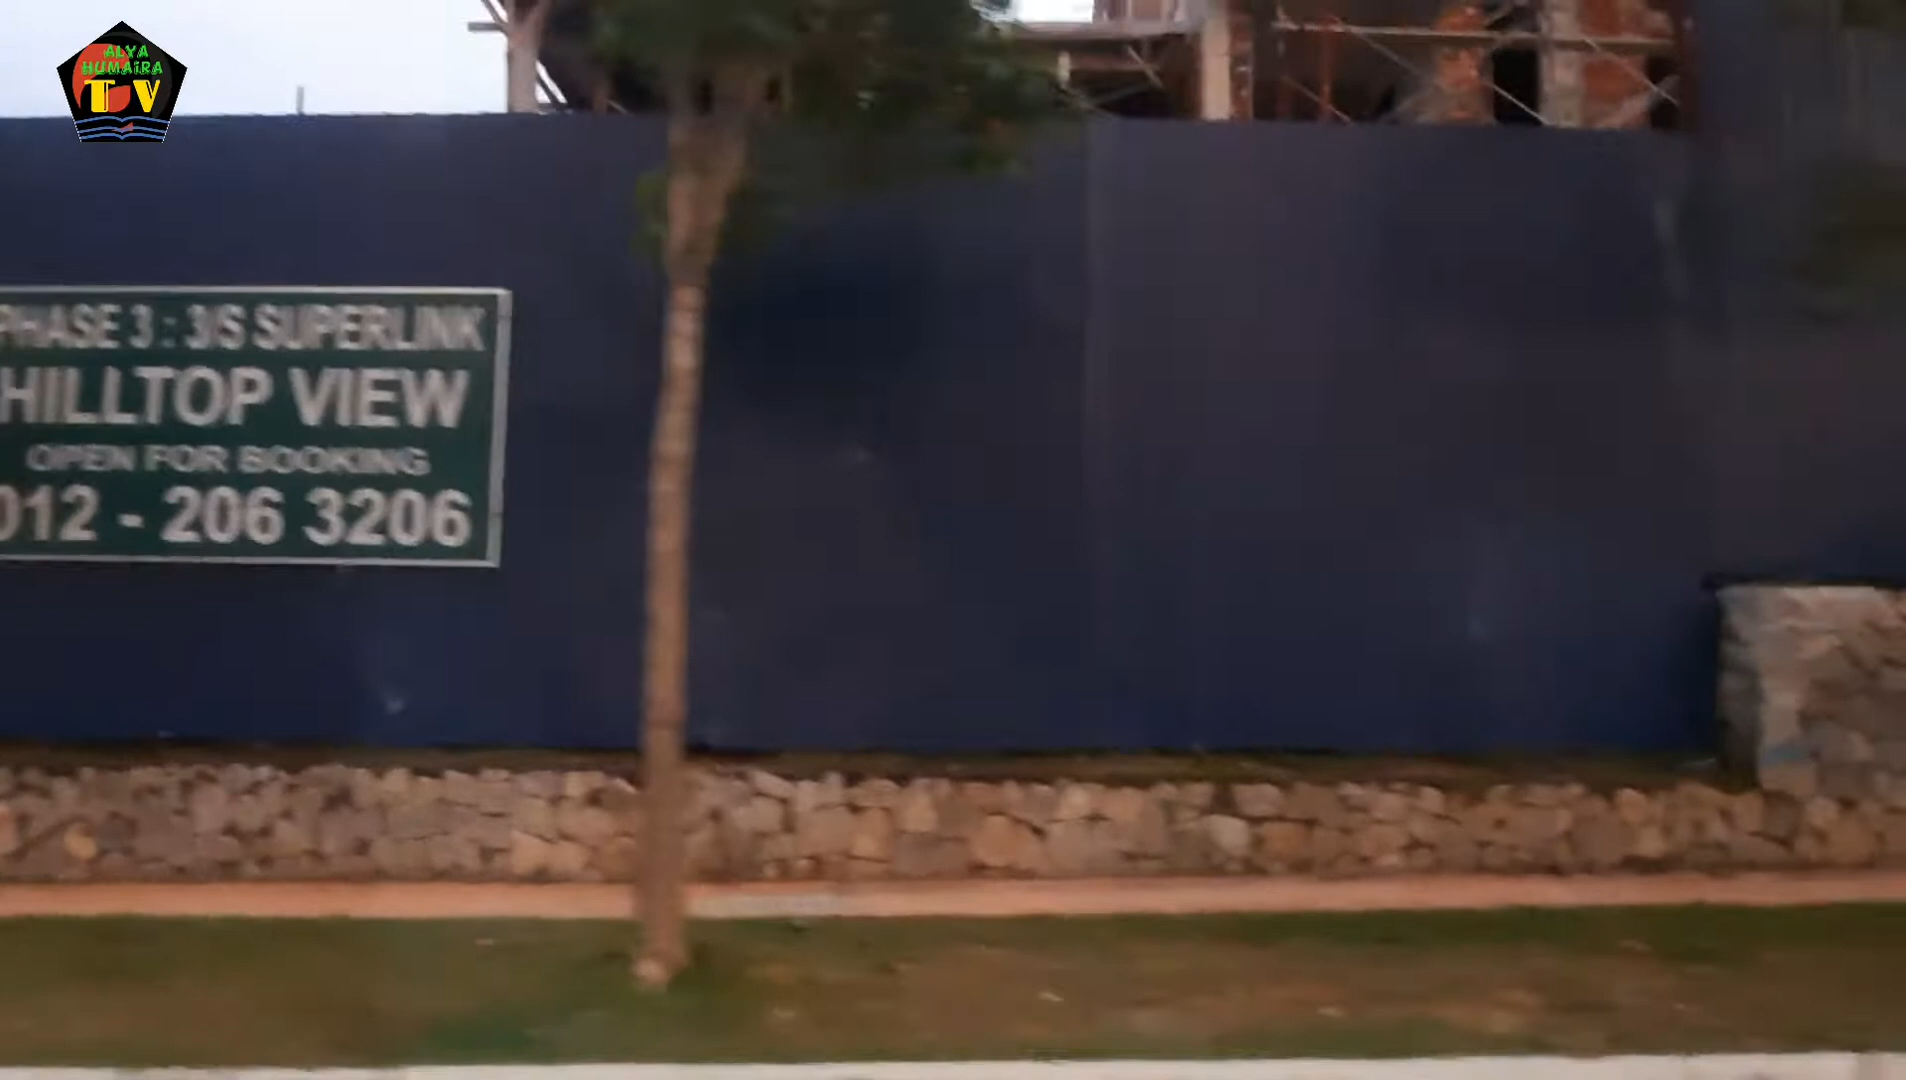 ALYA
HUMAIRA
TV
PHASE 3 : 3/S SUPERLINK
HILLTOP VIEW
OPEN FOR BOOKING
012 - 206 3206